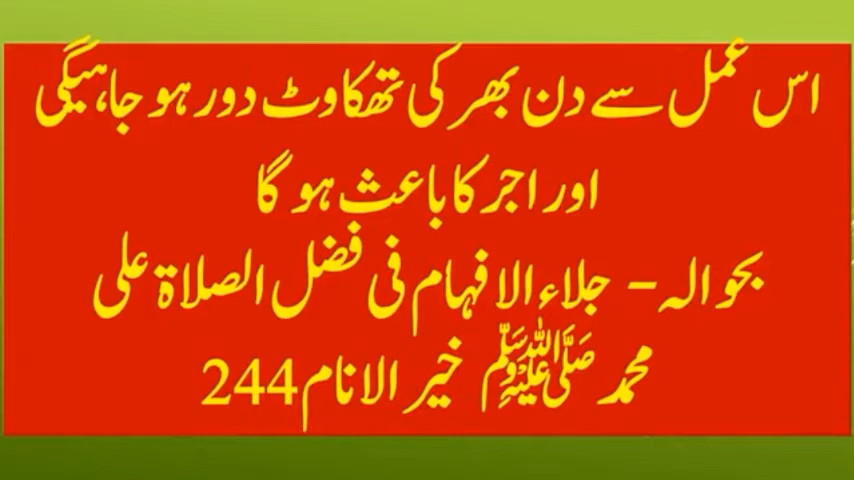 اس عمل سے دن بھر کی تھکاوٹ دور ہو جاہیگی
اور اجر کا باعث ہو گا
بحوالہ - جلاء الافہام فی فضل الصلاۃ علی
محمد ﷺ خیر الانام 244